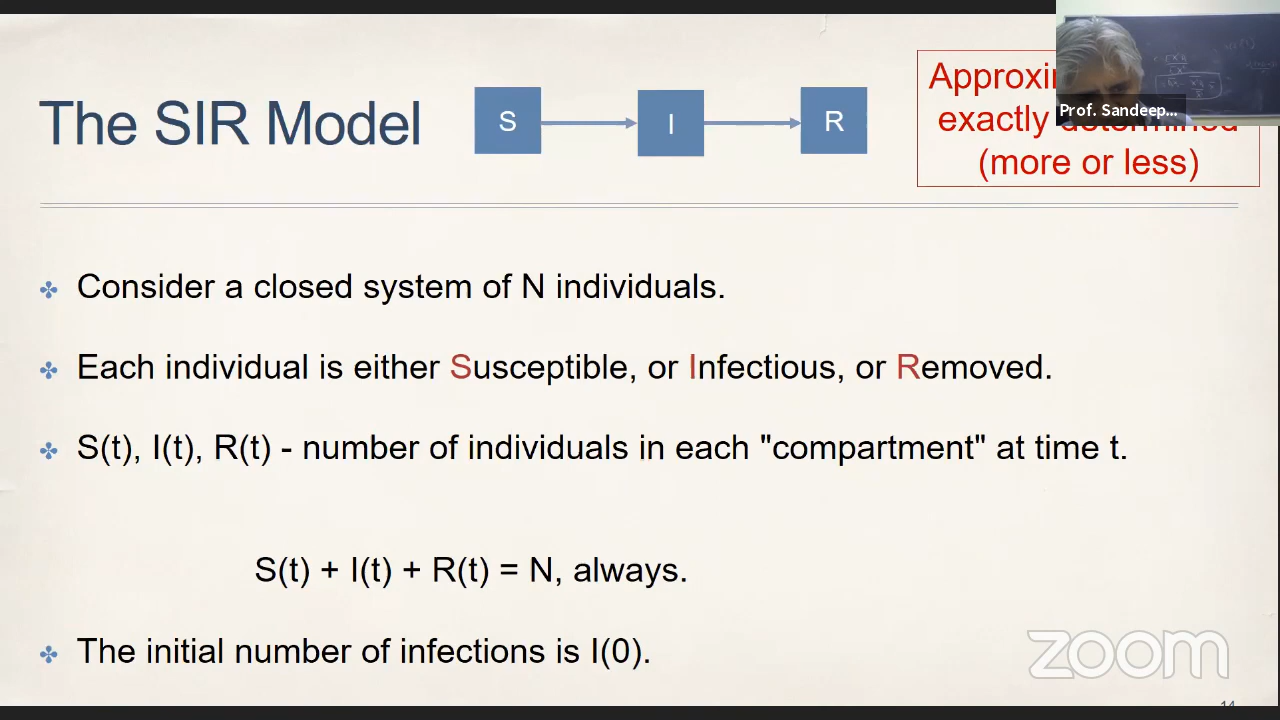 The SIR Model
S
I
R
exactly determined
(more or less)
Prof. Sandeep...
✤ Consider a closed system of N individuals.
✤ Each individual is either Susceptible, or Infectious, or Removed.
✤ S(t), I(t), R(t) - number of individuals in each "compartment" at time t.
S(t) + I(t) + R(t) = N, always.
✤ The initial number of infections is I(0).
zoom
14